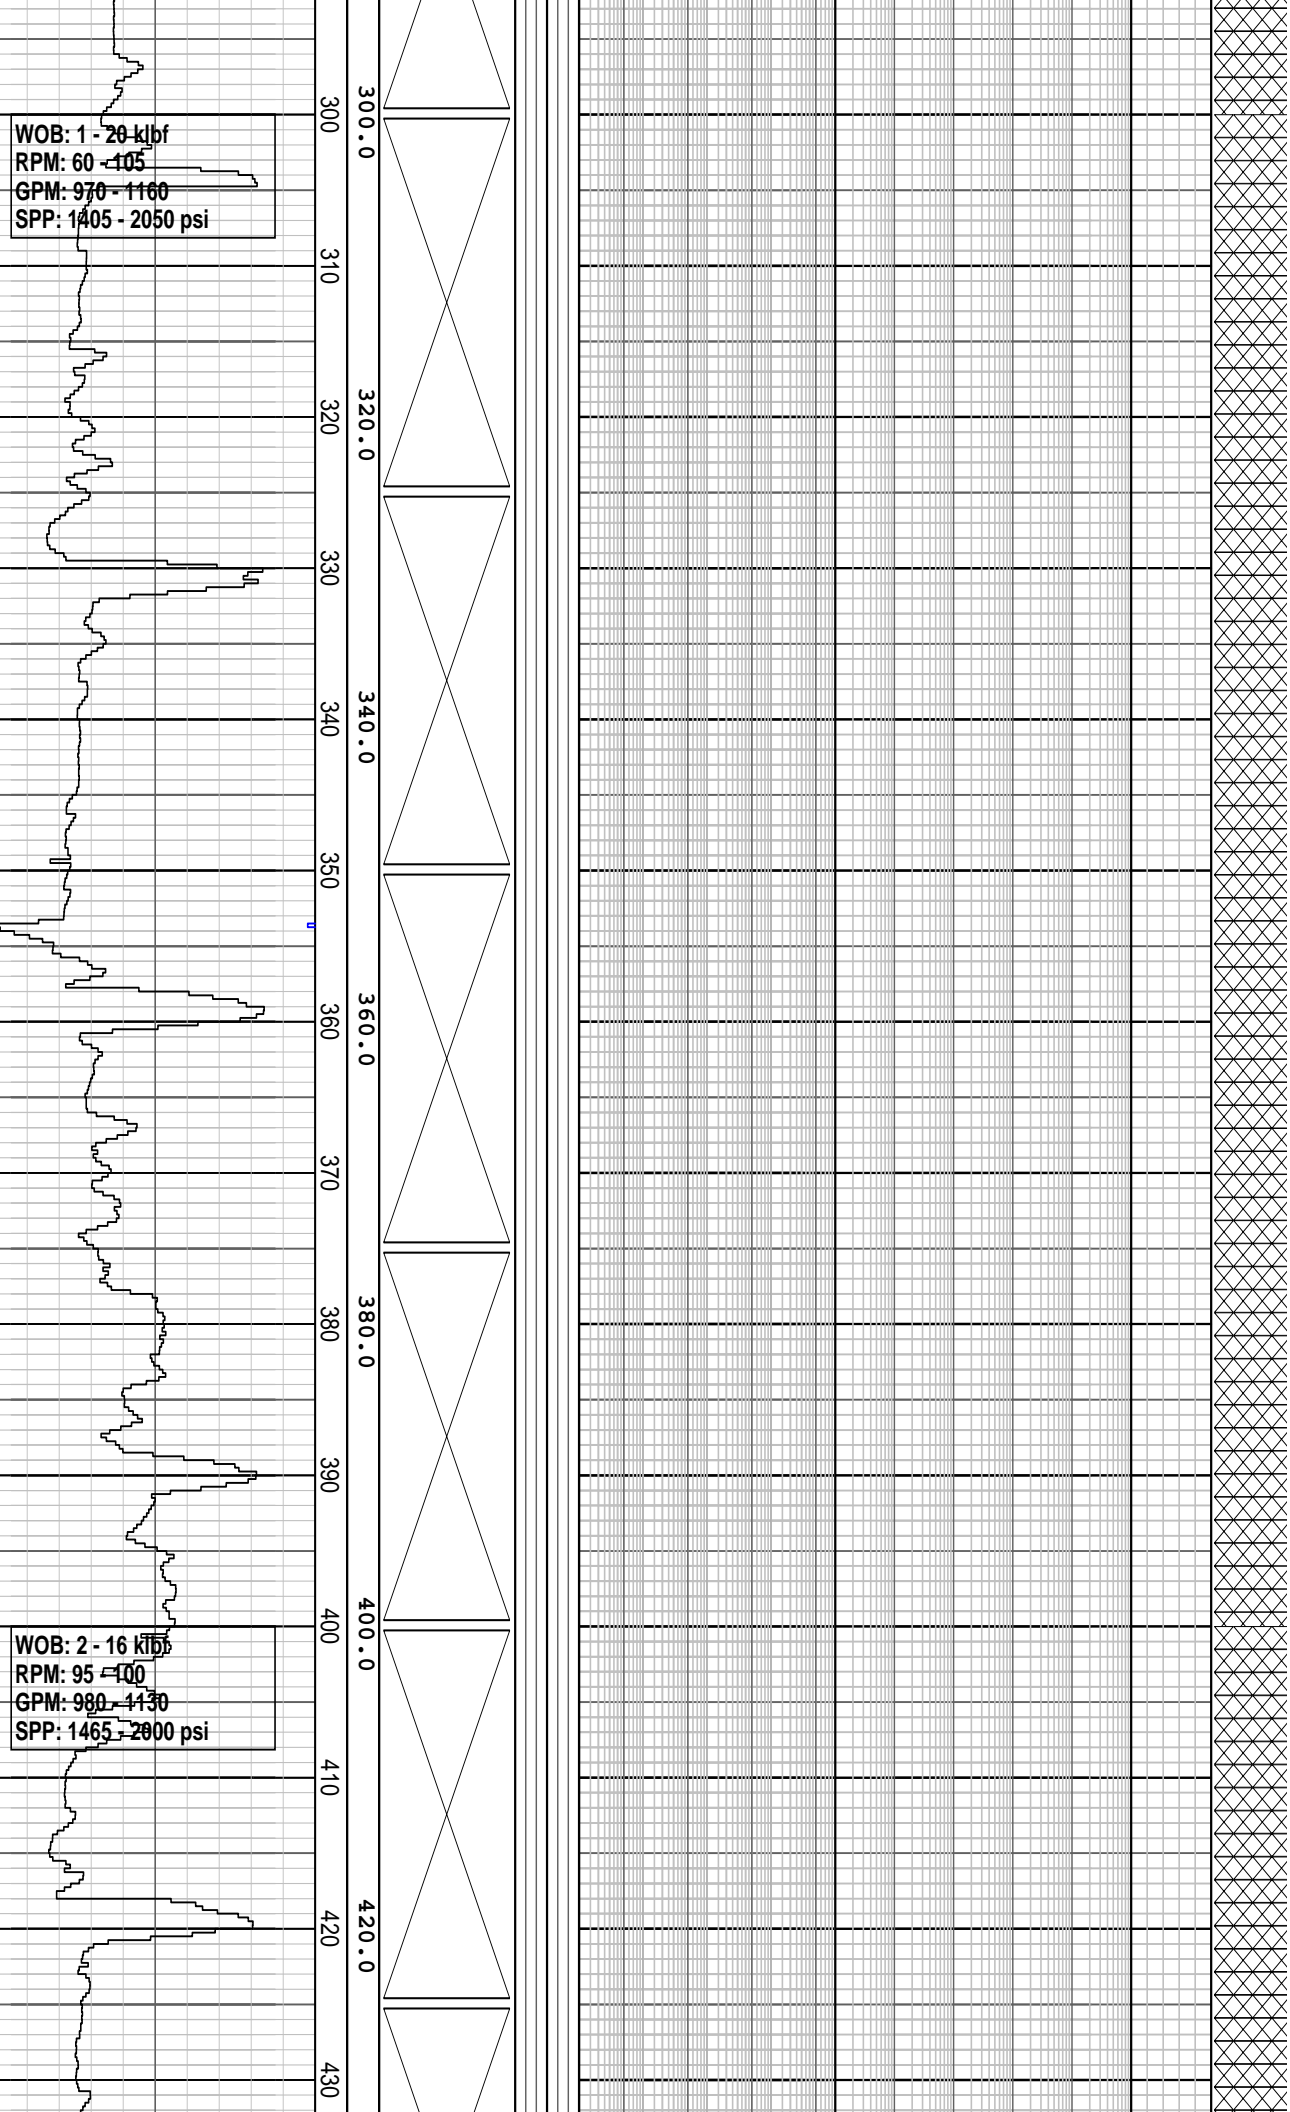 300
300.0
WOB: 1 - 20 klbf
RPM: 60 - 105
GPM: 970 - 1160
SPP: 1405 - 2050 psi
310
320
320.0
330
340
340.0
350
360
360.0
370
380
380.0
390
400
400.0
WOB: 2 - 16 klbf
RPM: 95 - 100
GPM: 980 - 1130
SPP: 1465 - 2000 psi
410
420
420.0
430